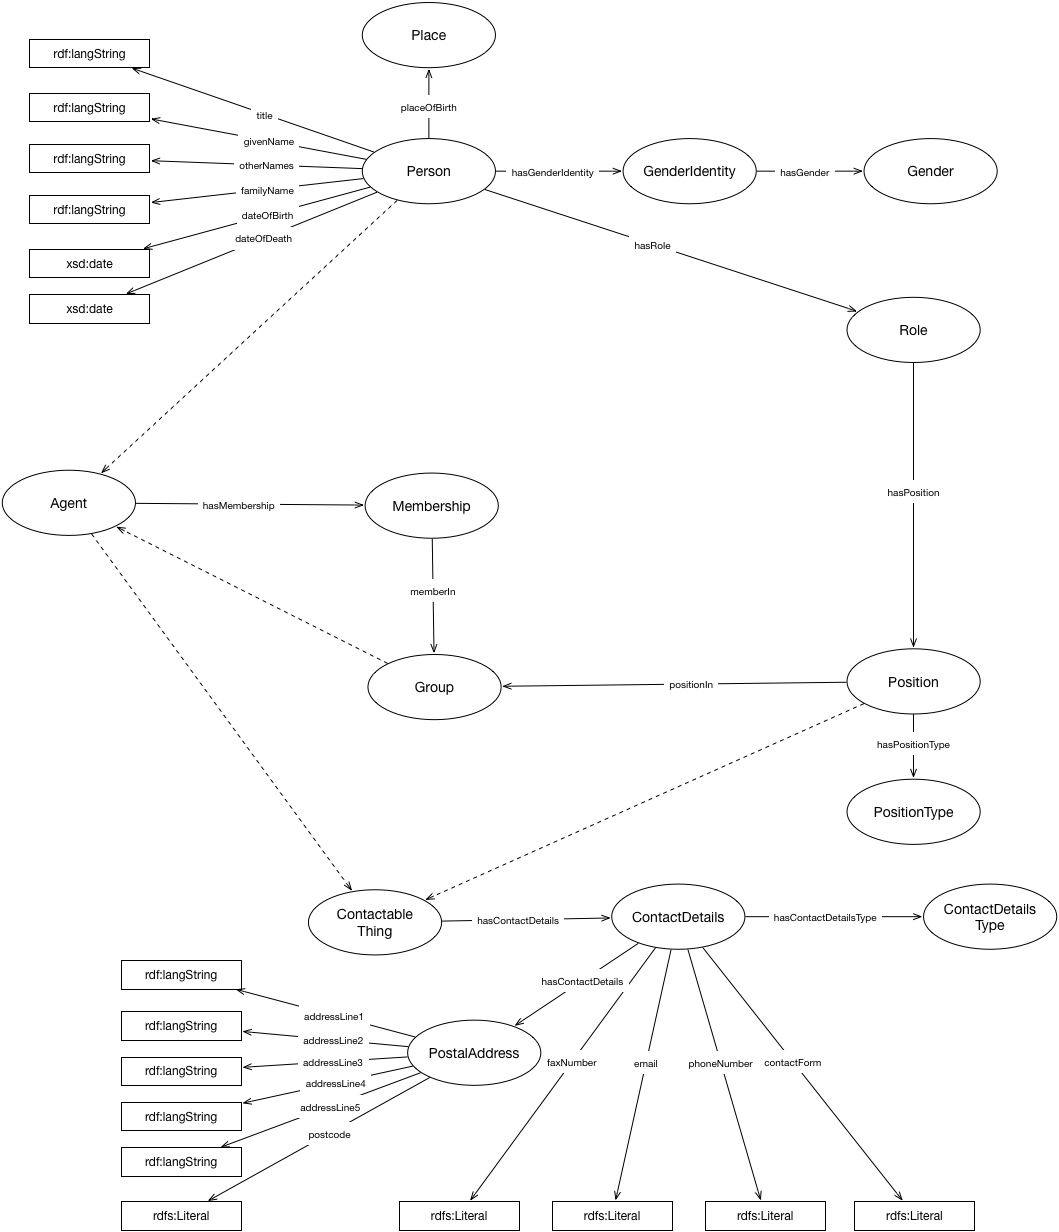 Place
rdf:langString
placeOfBirth
rdf:langString
title
givenName
rdf:langString
otherNames
Person
hasGenderIdentity
GenderIdentity
hasGender
Gender
familyName
rdf:langString
dateOfBirth
dateOfDeath
hasRole
xsd:date
xsd:date
Role
hasPosition
Agent
hasMembership
Membership
memberIn
Group
positionIn
Position
hasPositionType
PositionType
Contactable
Thing
hasContactDetails
ContactDetails
hasContactDetailsType
ContactDetails
Type
rdf:langString
hasContactDetails
addressLine1
rdf:langString
addressLine2
PostalAddress
addressLine3
rdf:langString
faxNumber
email
phoneNumber
contactForm
addressLine4
addressLine5
rdf:langString
postcode
rdf:langString
rdfs:Literal
rdfs:Literal
rdfs:Literal
rdfs:Literal
rdfs:Literal